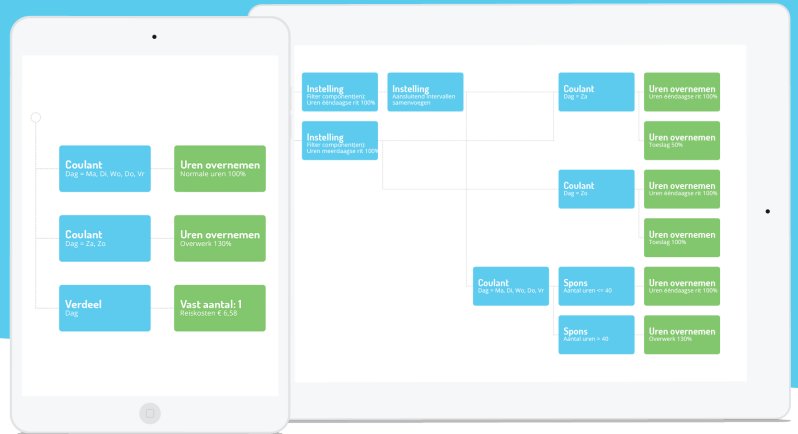 Coulant
Dag = Ma, Di, Wo, Do, Vr
Uren overnemen
Normale uren 100%
Coulant
Dag = Za, Zo
Uren overnemen
Overwerk 130%
Verdeel
Dag
Vast aantal: 1
Reiskosten € 6,58
Instelling
Filter component(en):
Uren ééndaagse rit 100%
Instelling
Aansluitend intervallen
samenvoegen
Coulant
Dag = Za
Uren overnemen
Uren ééndaagse rit 100%
Instelling
Filter component(en):
Uren meerdaagse rit 100%
Uren overnemen
Toeslag 50%
Coulant
Dag = Zo
Uren overnemen
Uren ééndaagse rit 100%
Uren overnemen
Toeslag 100%
Coulant
Dag = Ma, Di, Wo, Do, Vr
Spons
Aantal uren <= 40
Uren overnemen
Uren ééndaagse rit 100%
Spons
Aantal uren > 40
Uren overnemen
Overwerk 130%